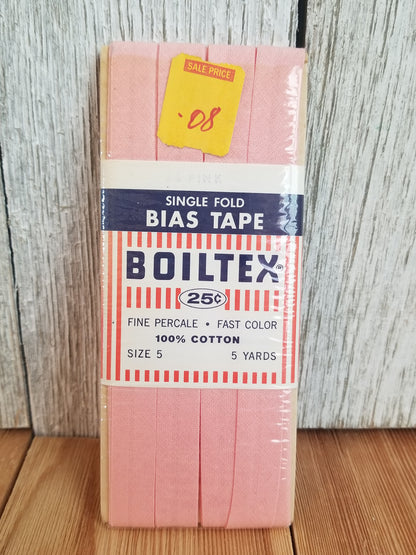 SALE PRICE
.08
PINK
SINGLE FOLD
BIAS TAPE
BOILTEX®
25¢
FINE PERCALE • FAST COLOR
100% COTTON
SIZE 5 5 YARDS